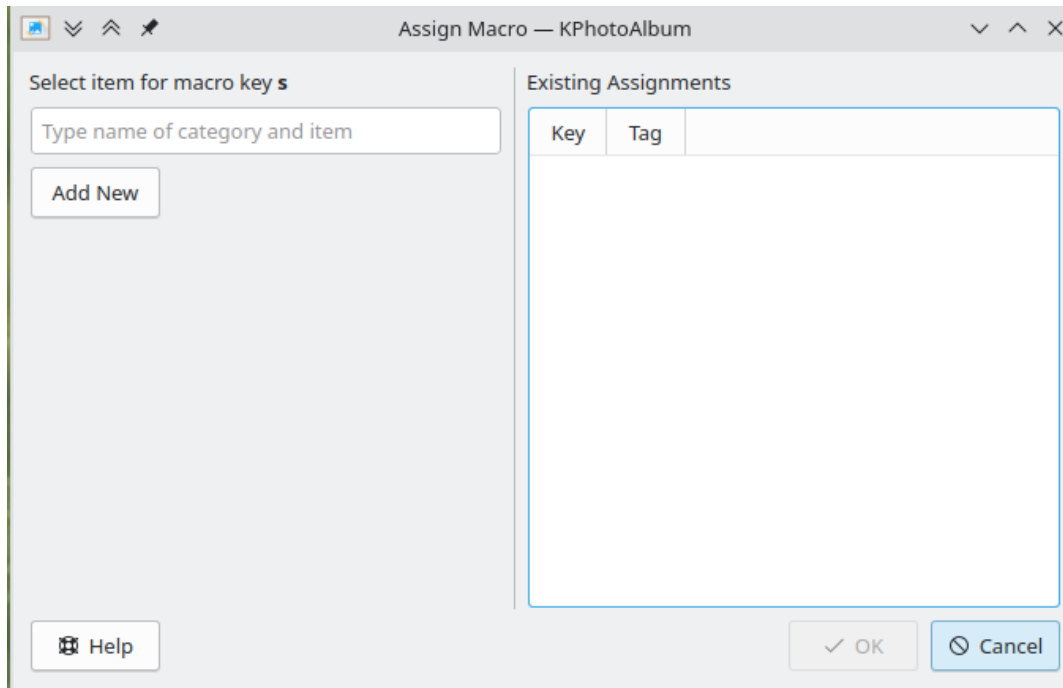 Assign Macro — KPhotoAlbum
Select item for macro key s
Type name of category and item
Add New
Existing Assignments
Key Tag
Help
OK
Cancel